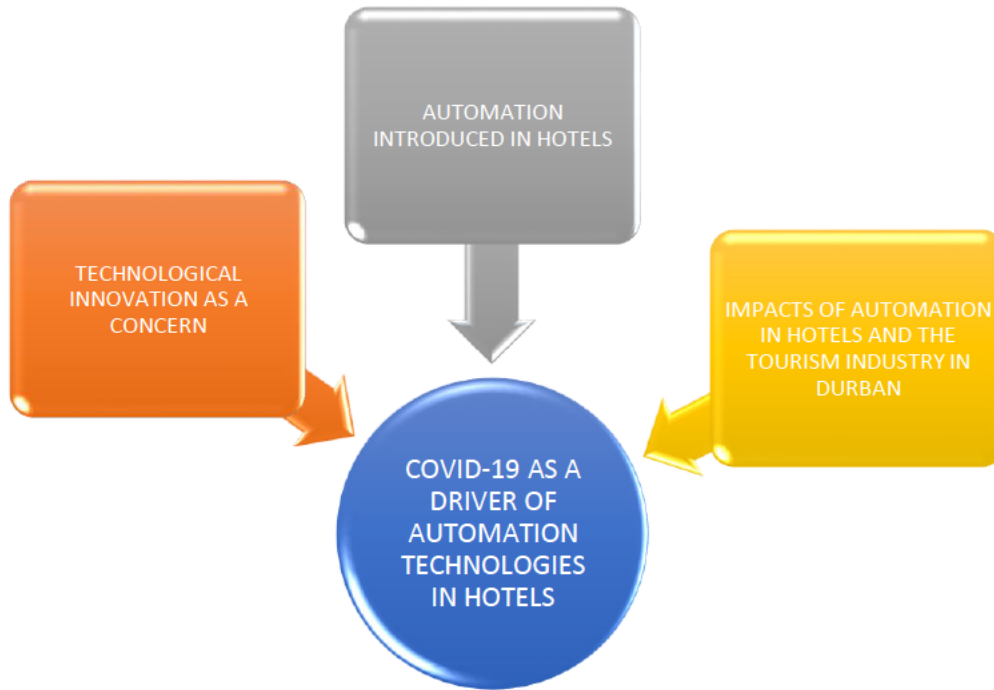 AUTOMATION
INTRODUCED IN HOTELS
TECHNOLOGICAL
INNOVATION AS A
CONCERN
IMPACTS OF AUTOMATION
IN HOTELS AND THE
TOURISM INDUSTRY IN
DURBAN
COVID-19 AS A
DRIVER OF
AUTOMATION
TECHNOLOGIES
IN HOTELS